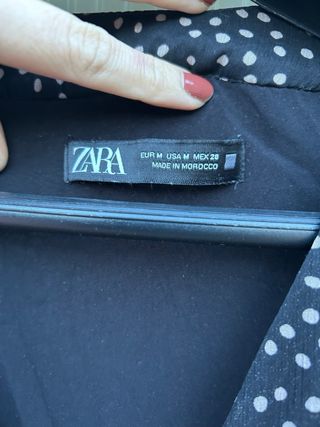 ZARA
EUR M USA M MEX 28
MADE IN MOROCCO